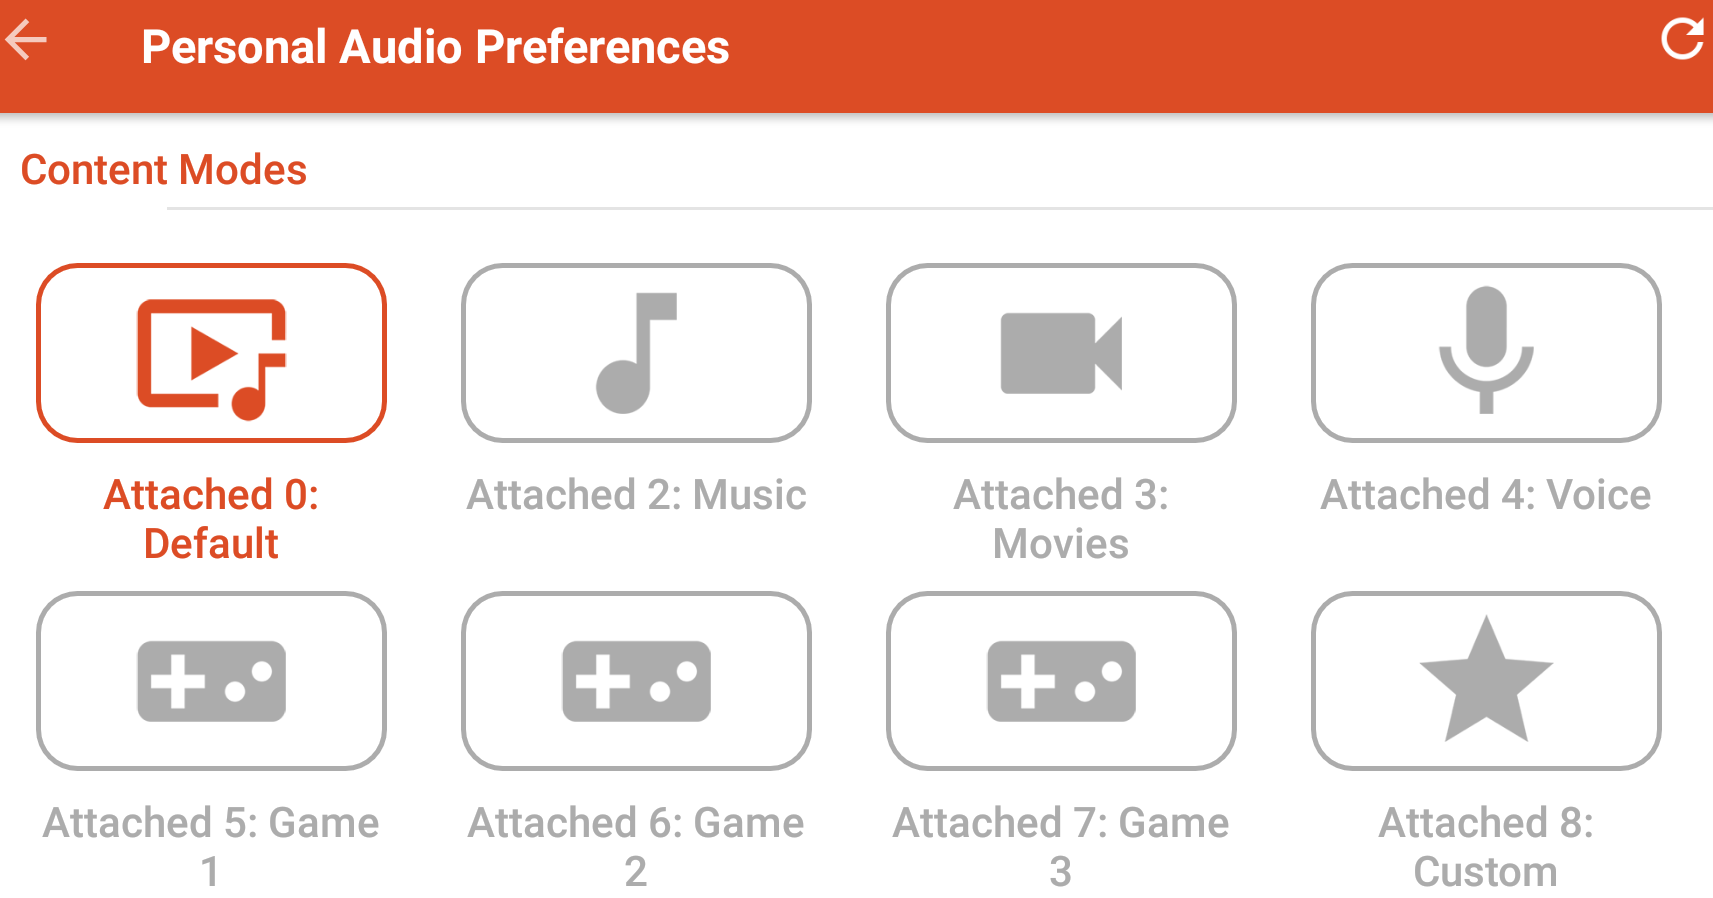 Personal Audio Preferences
Content Modes
Attached 0:
Default
Attached 2: Music
Attached 3:
Movies
Attached 4: Voice
Attached 5: Game
1
Attached 6: Game
2
Attached 7: Game
3
Attached 8:
Custom